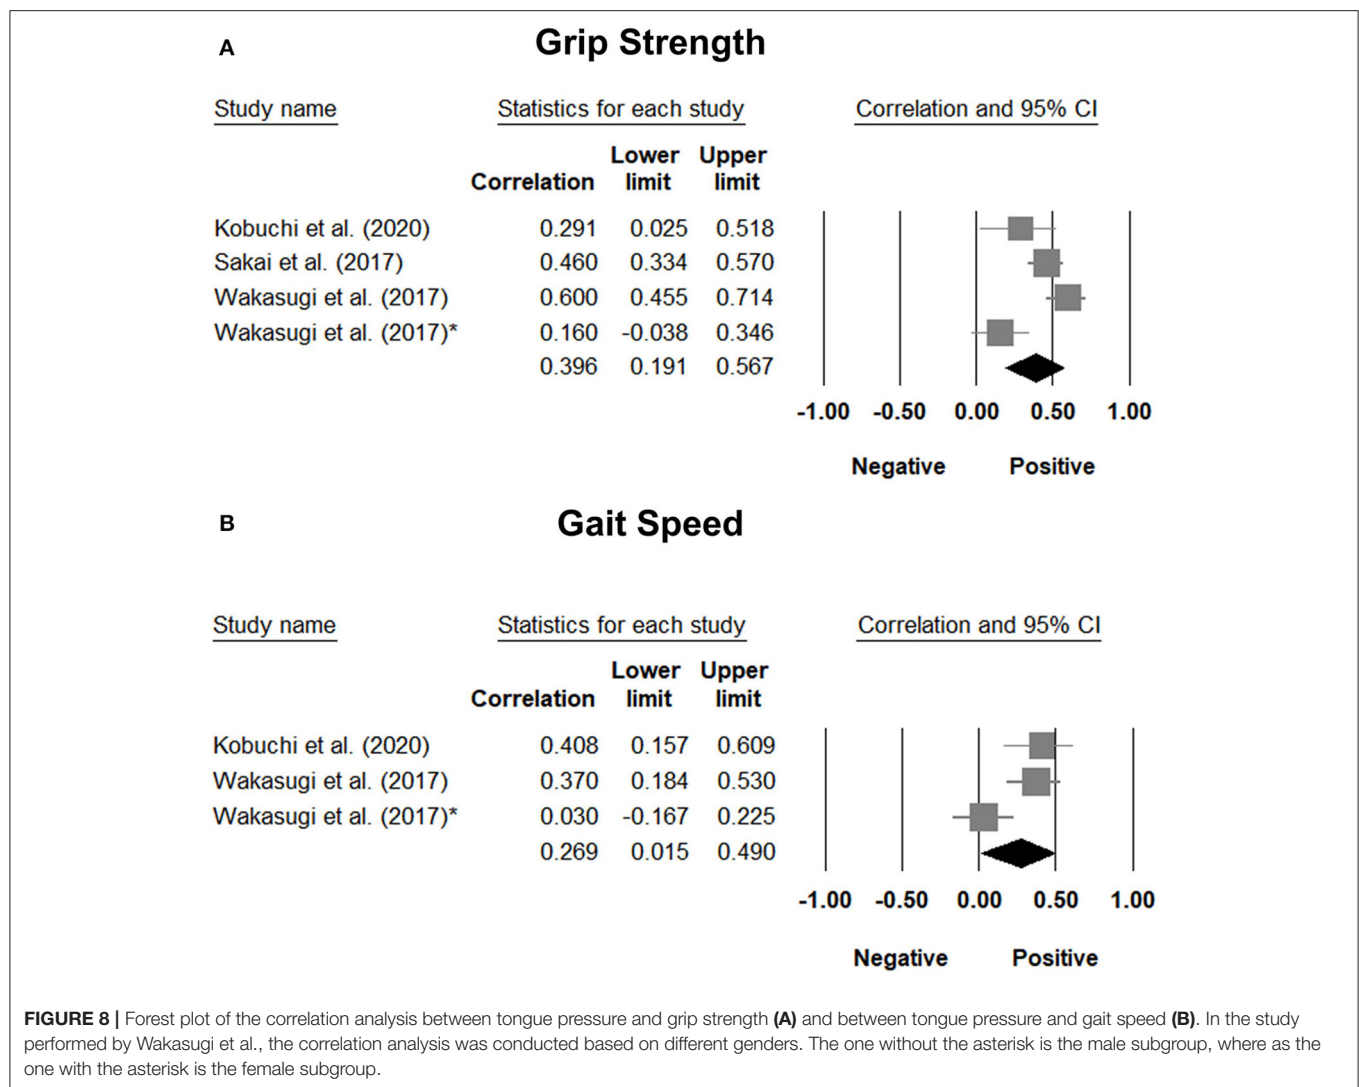 A
Grip Strength
Study name Statistics for each study Correlation and 95% CI
Lower Upper
Correlation limit limit
Kobuchi et al. (2020) 0.291 0.025 0.518
Sakai et al. (2017) 0.460 0.334 0.570
Wakasugi et al. (2017) 0.600 0.455 0.714
Wakasugi et al. (2017)* 0.160 -0.038 0.346
0.396 0.191 0.567
-1.00 -0.50 0.00 0.50 1.00
Negative Positive
B
Gait Speed
Study name Statistics for each study Correlation and 95% CI
Lower Upper
Correlation limit limit
Kobuchi et al. (2020) 0.408 0.157 0.609
Wakasugi et al. (2017) 0.370 0.184 0.530
Wakasugi et al. (2017)* 0.030 -0.167 0.225
0.269 0.015 0.490
-1.00 -0.50 0.00 0.50 1.00
Negative Positive
FIGURE 8 | Forest plot of the correlation analysis between tongue pressure and grip strength (A) and between tongue pressure and gait speed (B). In the study
performed by Wakasugi et al., the correlation analysis was conducted based on different genders. The one without the asterisk is the male subgroup, where as the
one with the asterisk is the female subgroup.